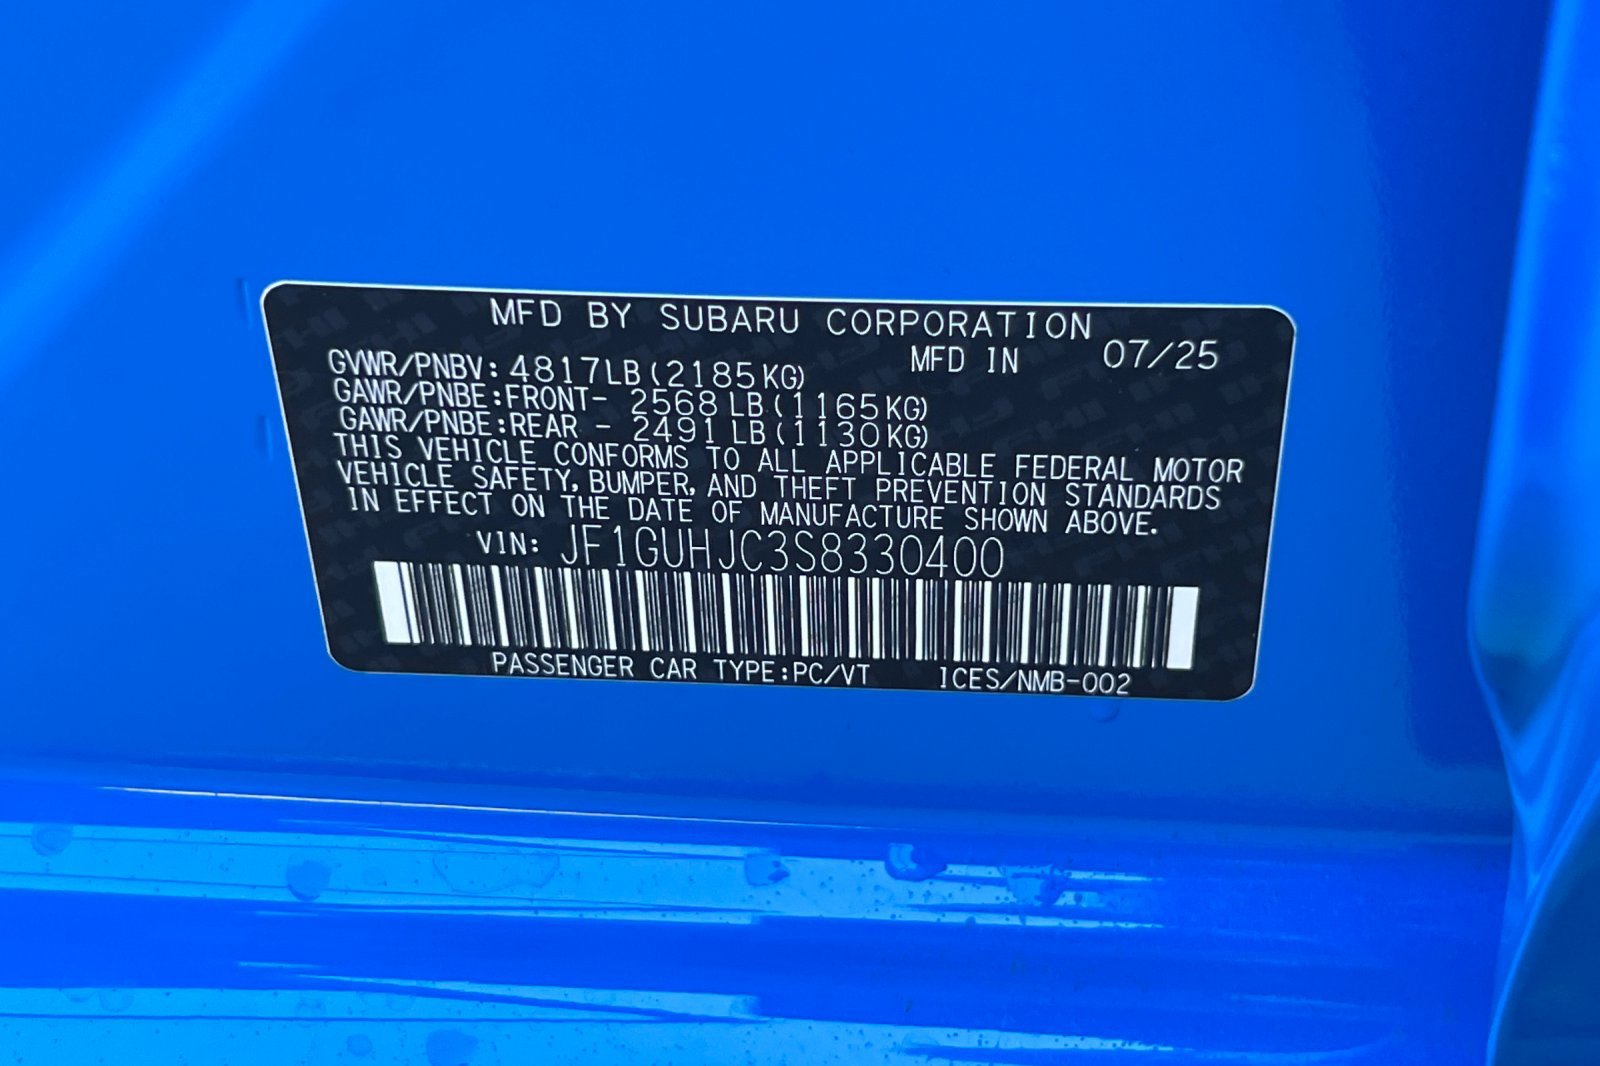 MFD BY SUBARU CORPORATION
GVWR/PNBV: 4817LB(2185KG) MFD IN 07/25
GAWR/PNBE:FRONT- 2568LB(1165KG)
GAWR/PNBE:REAR - 2491LB(1130KG)
THIS VEHICLE CONFORMS TO ALL APPLICABLE FEDERAL MOTOR
VEHICLE SAFETY, BUMPER, AND THEFT PREVENTION STANDARDS
IN EFFECT ON THE DATE OF MANUFACTURE SHOWN ABOVE.
VIN: JF1GUHJC3S8330400
PASSENGER CAR TYPE:PC/VT ICES/NMB-002